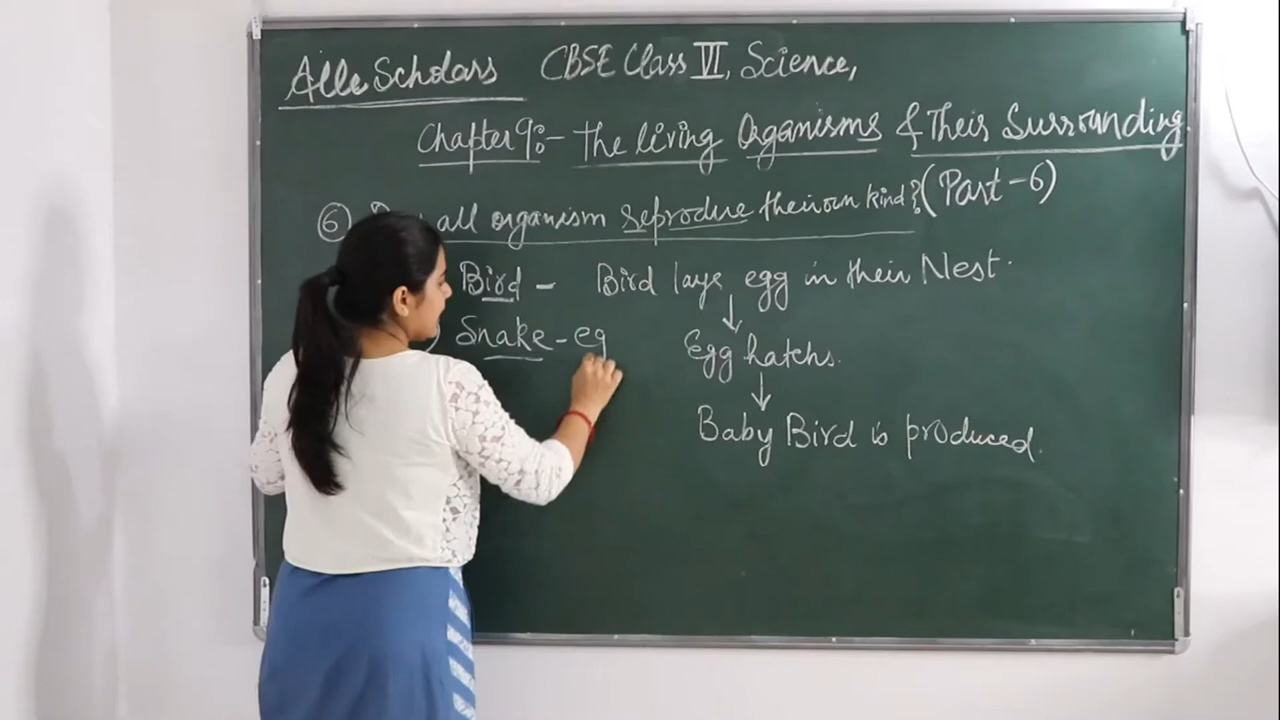 Alle Scholars CBSE Class VI, Science,
Chapter 9:- The living Organisms & Their Surrounding
6 all organism reproduce their own kind? (Part-6)
Bird - Bird lays egg in their Nest.
↓
Snake - eg Egg hatchs.
↓
Baby Bird is produced.